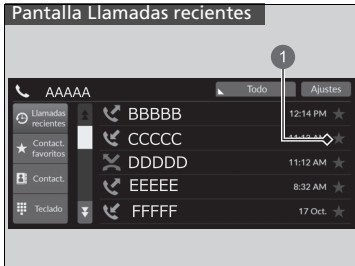 Pantalla Llamadas recientes
1
AAAAA
Todo
Ajustes
Llamadas
recientes
Contact.
favoritos
Contact.
Teclado
BBBBB
12:14 PM
CCCCC
DDDDD
11:12 AM
EEEEE
8:32 AM
FFFFF
17 Oct.